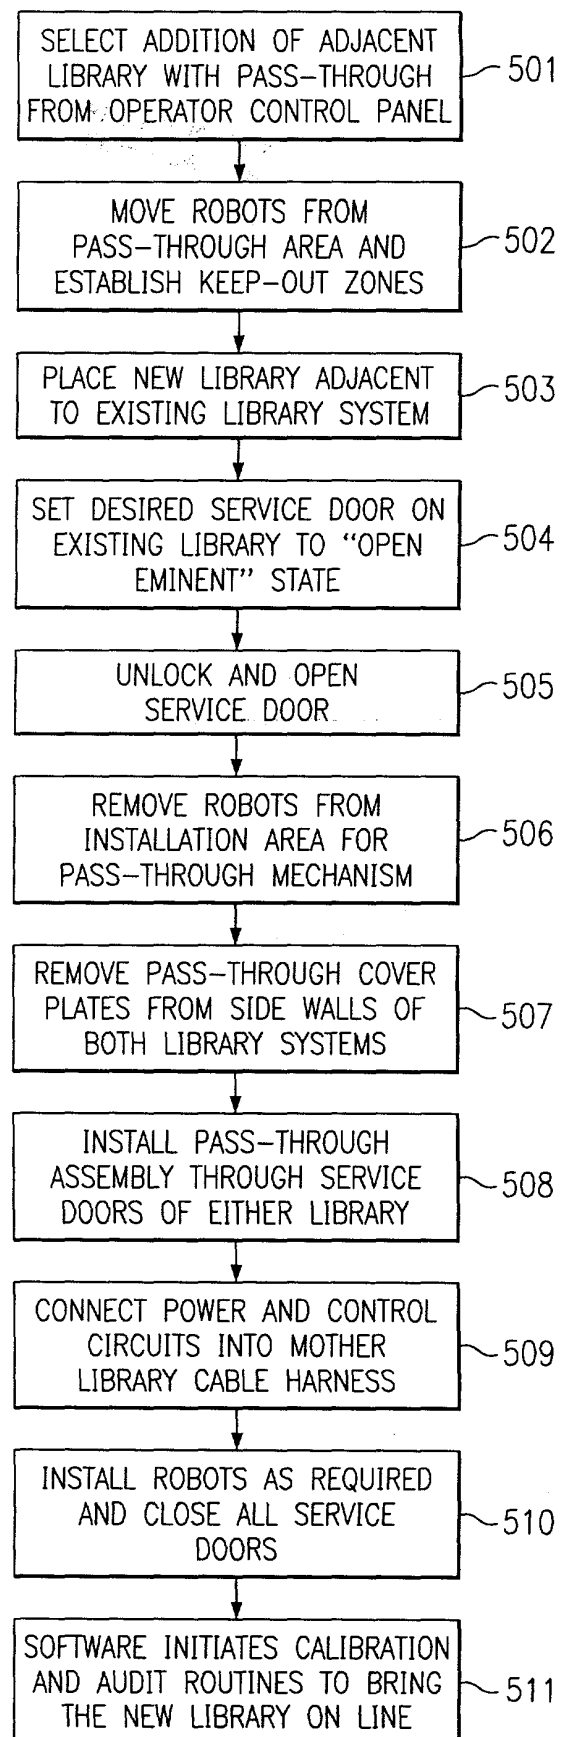 SELECT ADDITION OF ADJACENT
LIBRARY WITH PASS-THROUGH
FROM OPERATOR CONTROL PANEL
501
MOVE ROBOTS FROM
PASS-THROUGH AREA AND
ESTABLISH KEEP-OUT ZONES
502
PLACE NEW LIBRARY ADJACENT
TO EXISTING LIBRARY SYSTEM
503
SET DESIRED SERVICE DOOR ON
EXISTING LIBRARY TO “OPEN
EMINENT” STATE
504
UNLOCK AND OPEN
SERVICE DOOR
505
REMOVE ROBOTS FROM
INSTALLATION AREA FOR
PASS-THROUGH MECHANISM
506
REMOVE PASS-THROUGH COVER
PLATES FROM SIDE WALLS OF
BOTH LIBRARY SYSTEMS
507
INSTALL PASS-THROUGH
ASSEMBLY THROUGH SERVICE
DOORS OF EITHER LIBRARY
508
CONNECT POWER AND CONTROL
CIRCUITS INTO MOTHER
LIBRARY CABLE HARNESS
509
INSTALL ROBOTS AS REQUIRED
AND CLOSE ALL SERVICE
DOORS
510
SOFTWARE INITIATES CALIBRATION
AND AUDIT ROUTINES TO BRING
THE NEW LIBRARY ON LINE
511